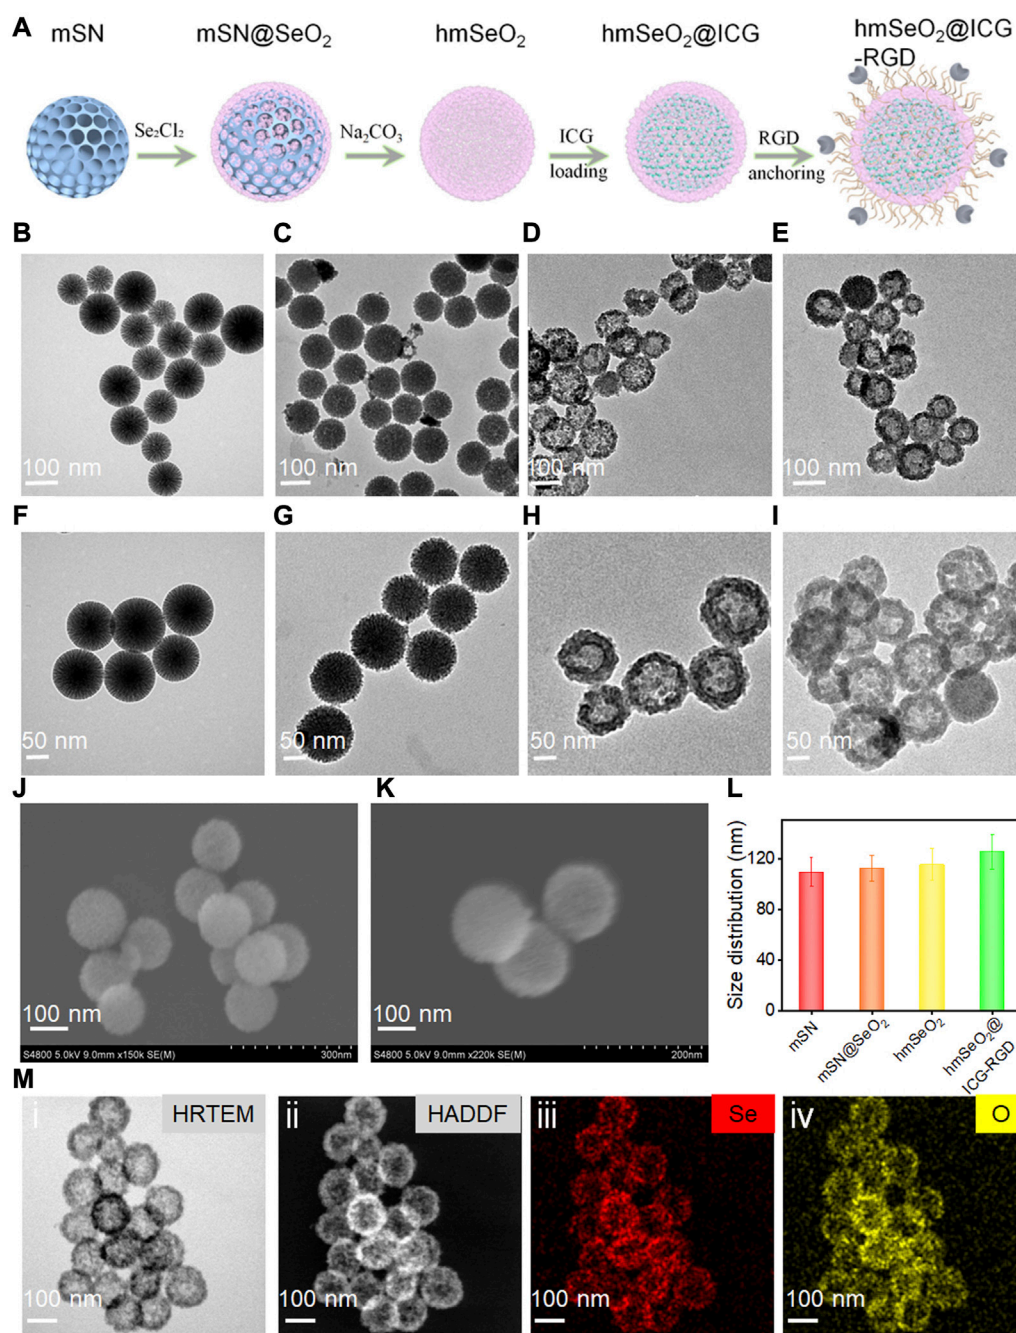 A
mSN
mSN@SeO₂
hmSeO₂
hmSeO₂@ICG
hmSeO₂@ICG
-RGD
Se₂Cl₂
Na₂CO₃
ICG
loading
RGD
anchoring
B
C
D
E
100 nm
100 nm
100 nm
100 nm
F
G
H
I
50 nm
50 nm
50 nm
50 nm
J
K
L
100 nm
S4800 5.0kV 9.0mm x150k SE(M)
300nm
100 nm
S4800 5.0kV 9.0mm x220k SE(M)
200nm
Size distribution (nm)
120
80
40
0
mSN
mSN@SeO₂
hmSeO₂
hmSeO₂@
ICG-RGD
M
i
HRTEM
ii
HADDF
iii
Se
iv
O
100 nm
100 nm
100 nm
100 nm